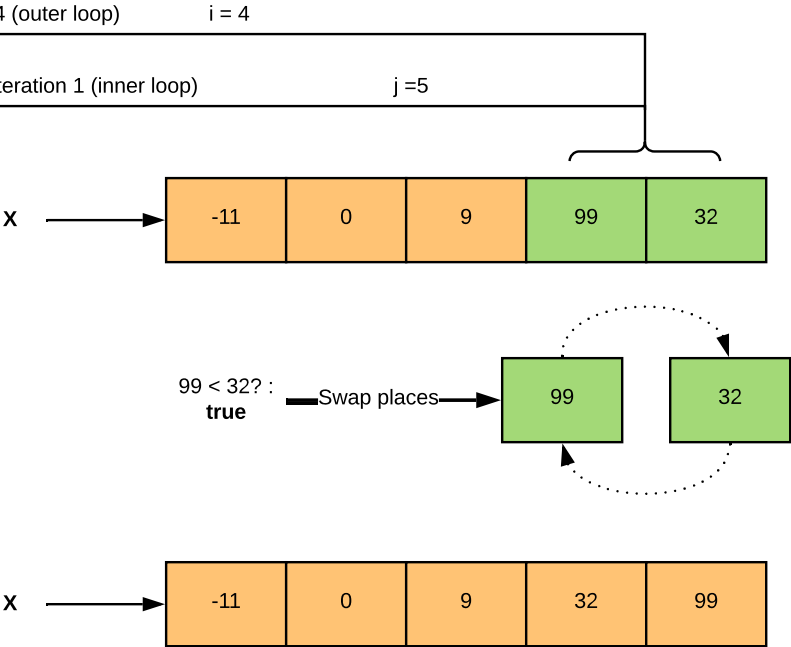 4 (outer loop) i = 4
teration 1 (inner loop) j =5
X -11 0 9 99 32
99 < 32? :
true
Swap places 99 32
X -11 0 9 32 99